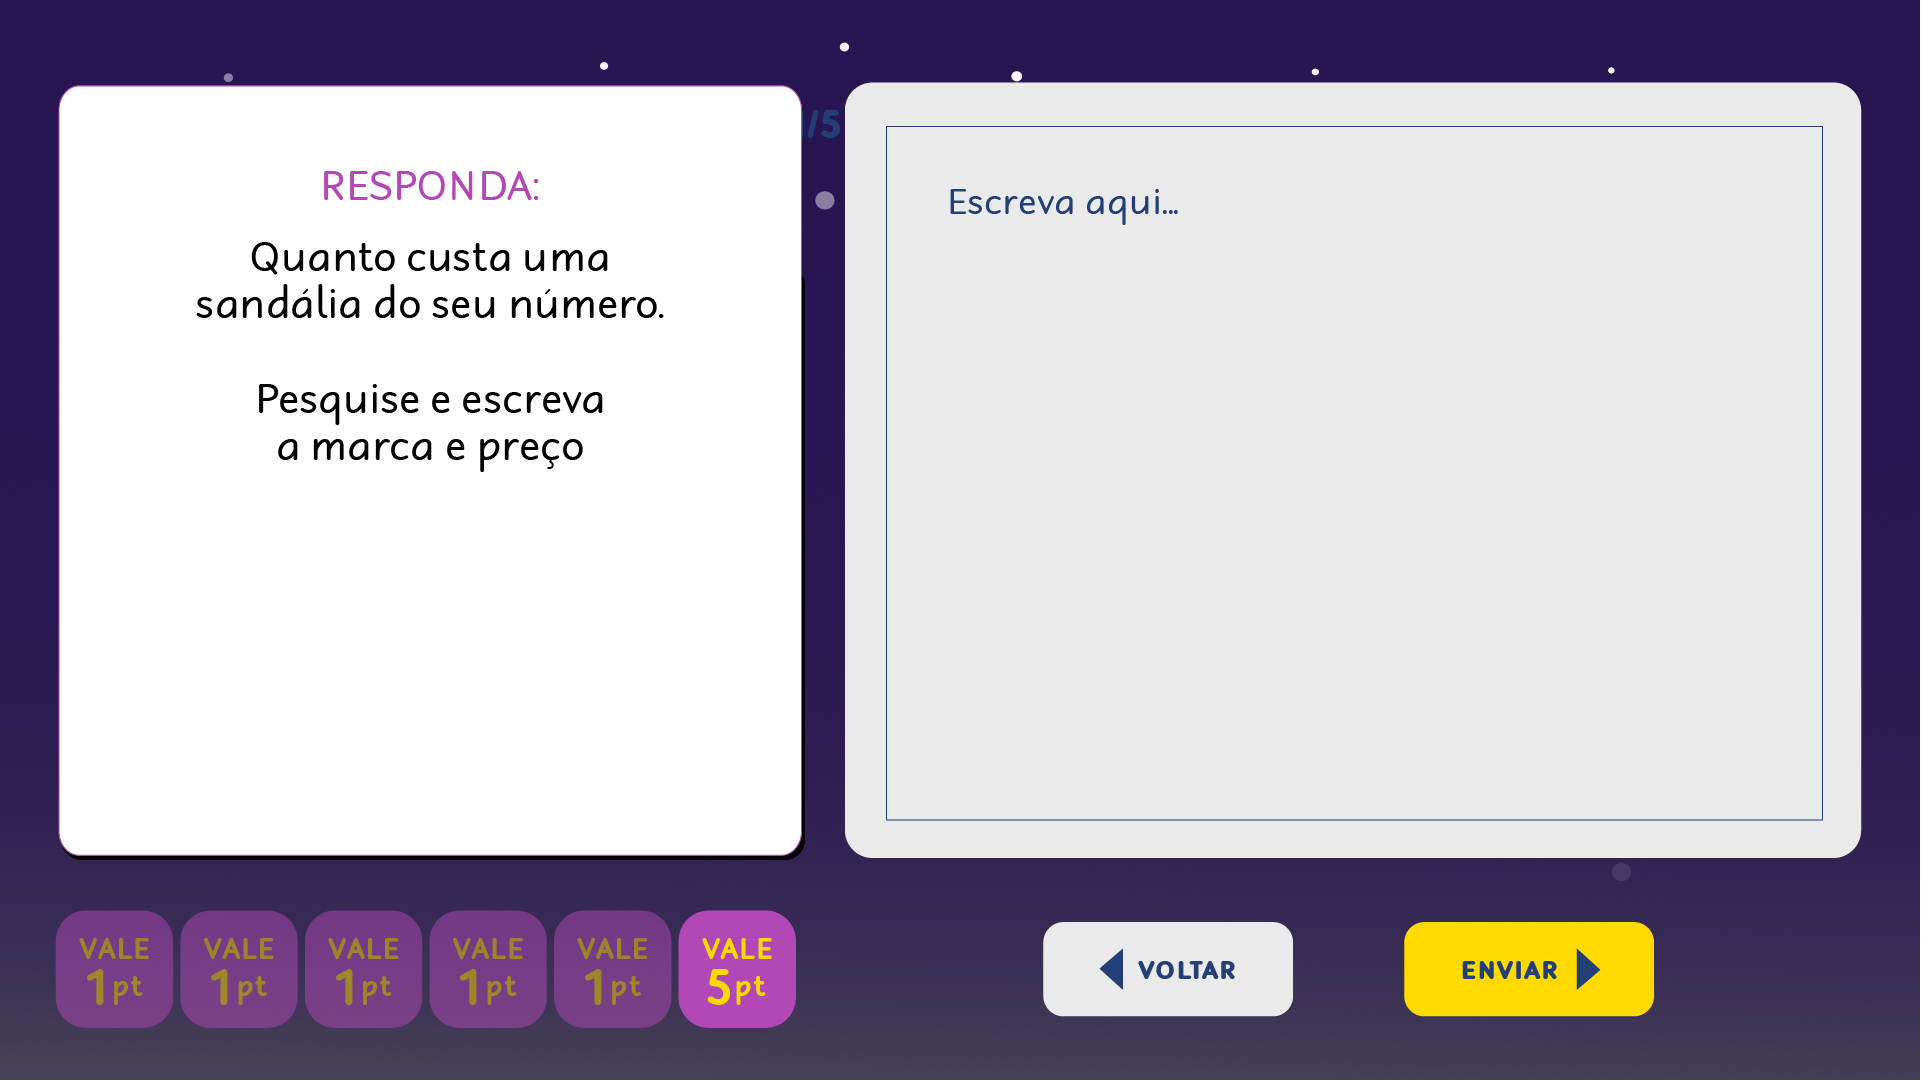 RESPONDA:
Quanto custa uma
sandália do seu número.
Pesquise e escreva
a marca e preço
/5
Escreva aqui...
VALE
1pt
VALE
1pt
VALE
1pt
VALE
1pt
VALE
1pt
VALE
5pt
VOLTAR
ENVIAR